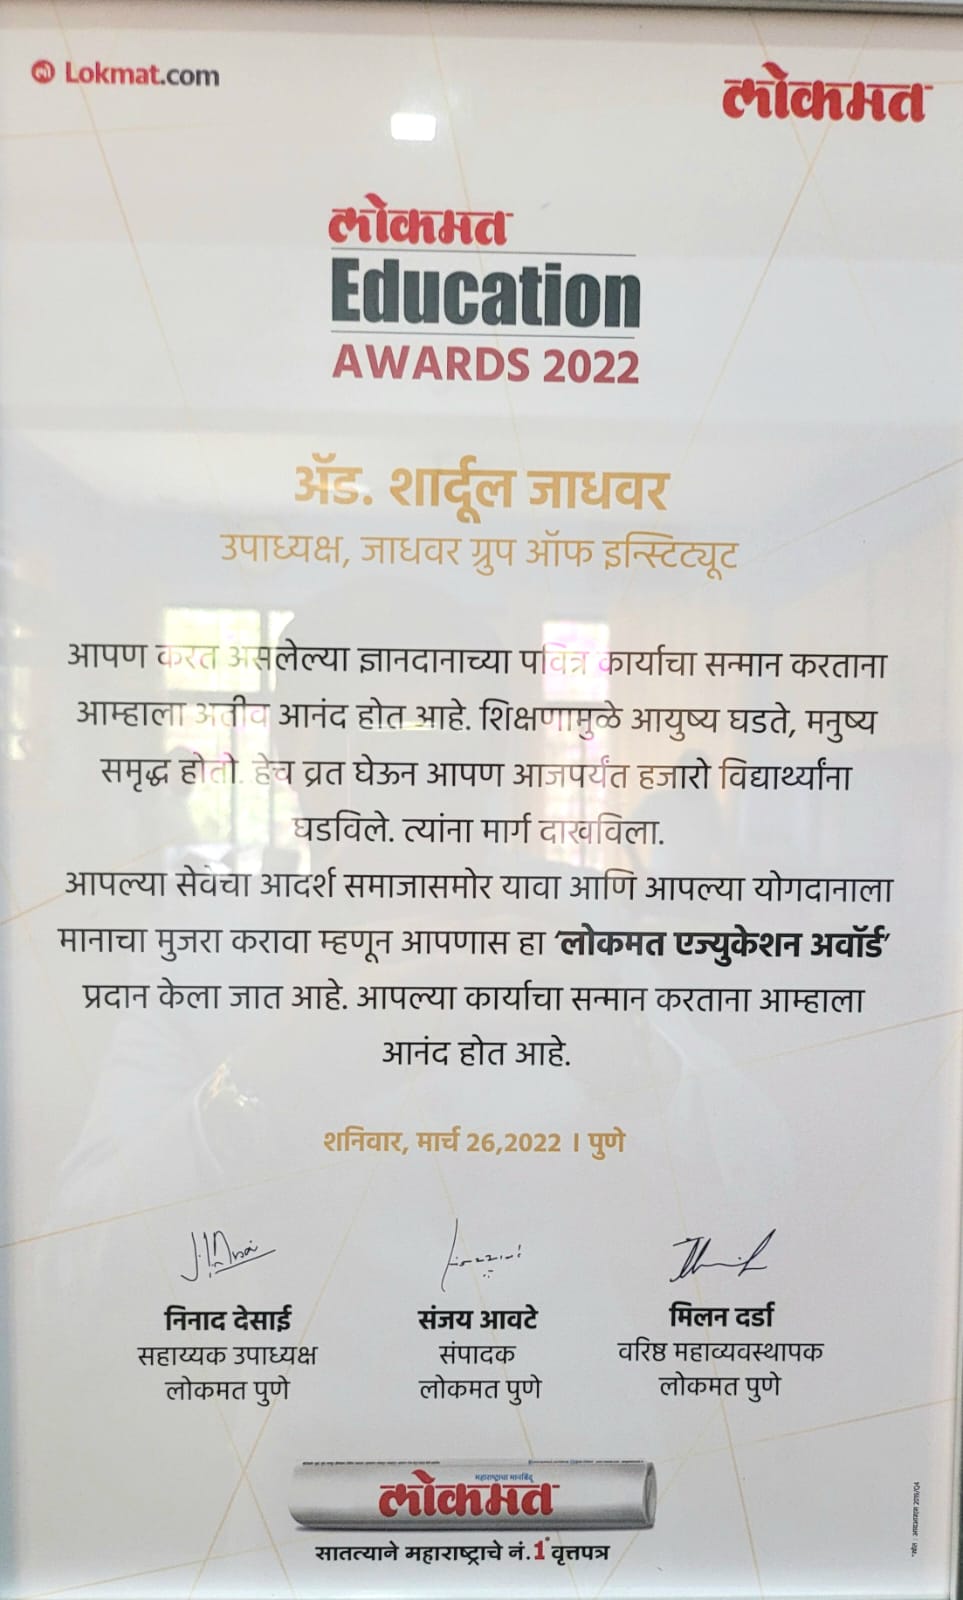 Lokmat.com
लोकमत
लोकमत
Education
AWARDS 2022
ॲड. शार्दूल जाधवर
उपाध्यक्ष, जाधवर ग्रुप ऑफ इन्स्टिट्यूट
आपण करत असलेल्या ज्ञानदानाच्या पवित्र कार्याचा सन्मान करताना
आम्हाला अतीव आनंद होत आहे. शिक्षणामुळे आयुष्य घडते, मनुष्य
समृद्ध होतो. हेच व्रत घेऊन आपण आजपर्यंत हजारो विद्यार्थ्यांना
घडविले. त्यांना मार्ग दाखविला.
आपल्या सेवेचा आदर्श समाजासमोर यावा आणि आपल्या योगदानाला
मानाचा मुजरा करावा म्हणून आपणास हा ‘लोकमत एज्युकेशन अवॉर्ड’
प्रदान केला जात आहे. आपल्या कार्याचा सन्मान करताना आम्हाला
आनंद होत आहे.
शनिवार, मार्च 26,2022 । पुणे
निनाद देसाई
सहाय्यक उपाध्यक्ष
लोकमत पुणे
संजय आवटे
संपादक
लोकमत पुणे
मिलन दर्डा
वरिष्ठ महाव्यवस्थापक
लोकमत पुणे
महाराष्ट्राचा मानबिंदू
लोकमत
सातत्याने महाराष्ट्राचे नं.1* वृत्तपत्र